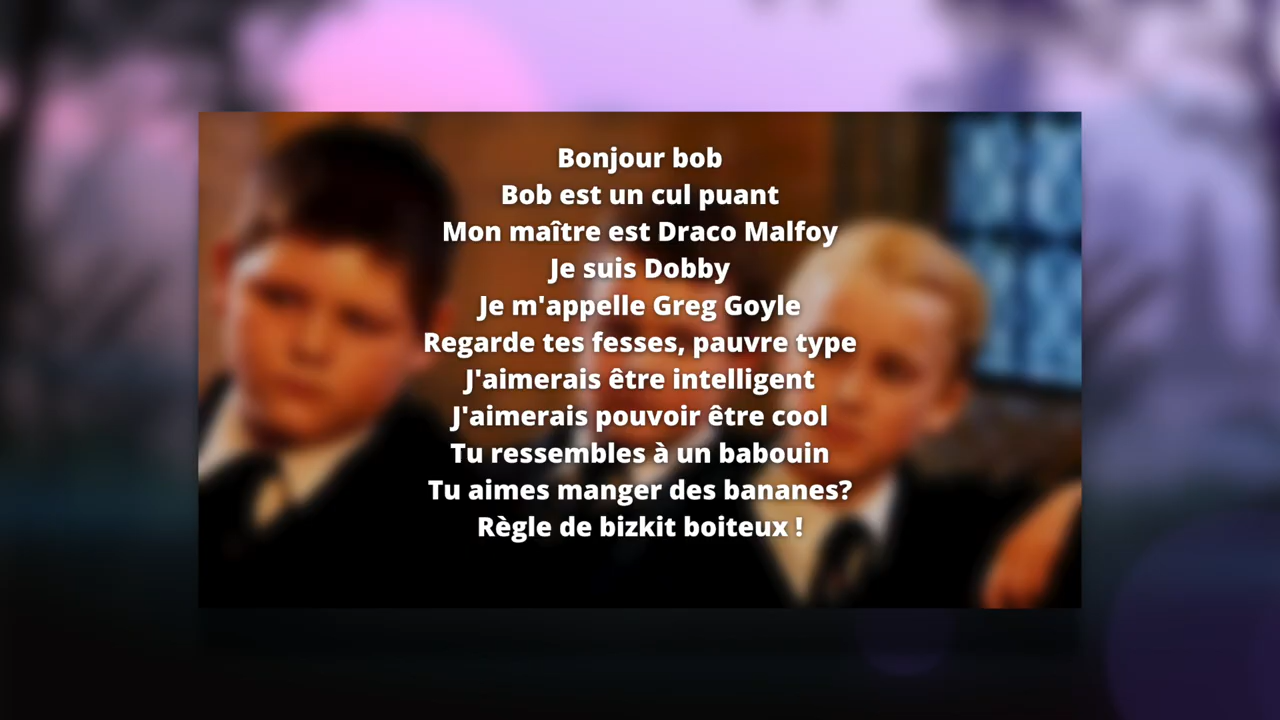 Bonjour bob
Bob est un cul puant
Mon maître est Draco Malfoy
Je suis Dobby
Je m'appelle Greg Goyle
Regarde tes fesses, pauvre type
J'aimerais être intelligent
J'aimerais pouvoir être cool
Tu ressembles à un babouin
Tu aimes manger des bananes?
Règle de bizkit boiteux !